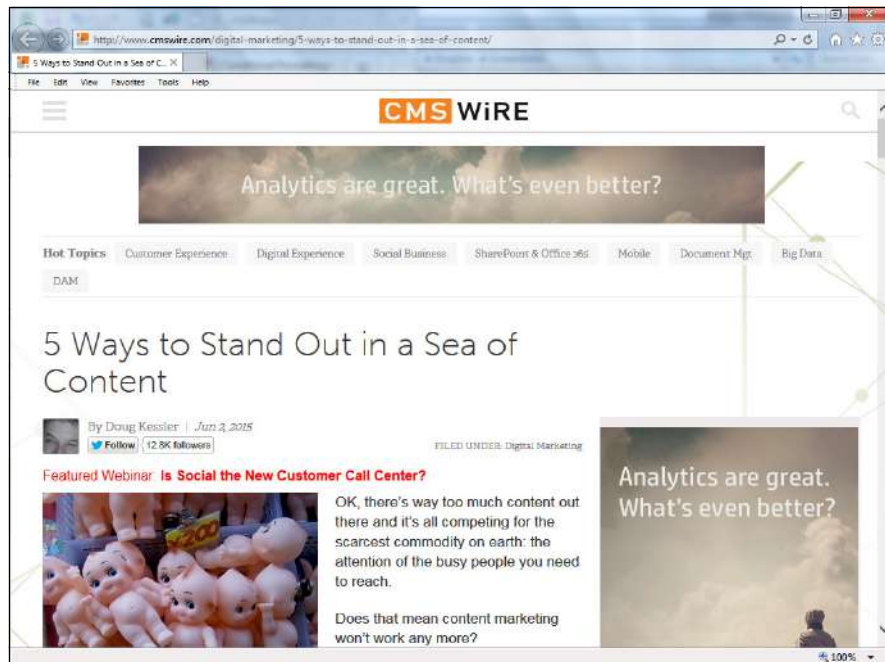 http://www.cmswire.com/digital-marketing/5-ways-to-stand-out-in-a-sea-of-content/
5 Ways to Stand Out in a Sea of C...
File Edit View Favorites Tools Help
CMS WiRE
Analytics are great. What's even better?
Hot Topics Customer Experience Digital Experience Social Business SharePoint & Office 365 Mobile Document Mgt Big Data
DAM
5 Ways to Stand Out in a Sea of
Content
By Doug Kessler | Jun 2, 2015
Follow 12.8K followers
FILED UNDER: Digital Marketing
Featured Webinar: Is Social the New Customer Call Center?
¥200
OK, there's way too much content out
there and it's all competing for the
scarcest commodity on earth: the
attention of the busy people you need
to reach.
Does that mean content marketing
won't work any more?
Analytics are great.
What's even better?
100%